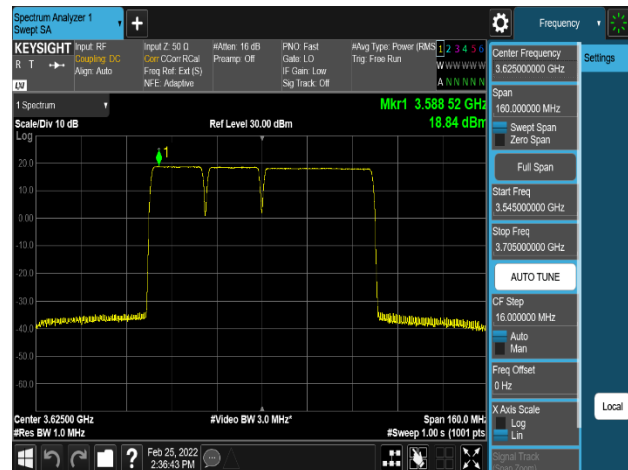 Spectrum Analyzer 1
Swept SA
Frequency
KEYSIGHT
R T
LXI
Input: RF
Coupling: DC
Align: Auto
Input Z: 50 Ω
Corr CCorr RCal
Freq Ref: Ext (S)
NFE: Adaptive
#Atten: 16 dB
Preamp: Off
PNO: Fast
Gate: LO
IF Gain: Low
Sig Track: Off
#Avg Type: Power (RMS
Trig: Free Run
1 2 3 4 5 6
W W W W W W
A N N N N N
1 Spectrum
Scale/Div 10 dB
Log
Ref Level 30.00 dBm
Mkr1 3.588 52 GHz
18.84 dBm
1
20.0
10.0
0.00
-10.0
-20.0
-30.0
-40.0
-50.0
-60.0
Center 3.62500 GHz
#Res BW 1.0 MHz
#Video BW 3.0 MHz*
Span 160.0 MHz
#Sweep 1.00 s (1001 pts
Feb 25, 2022
2:36:43 PM
?
Center Frequency
3.625000000 GHz
Span
160.000000 MHz
Swept Span
Zero Span
Full Span
Start Freq
3.545000000 GHz
Stop Freq
3.705000000 GHz
AUTO TUNE
CF Step
16.000000 MHz
Auto
Man
Freq Offset
0 Hz
X Axis Scale
Log
Lin
Signal Track
(Span Zoom)
Settings
Local